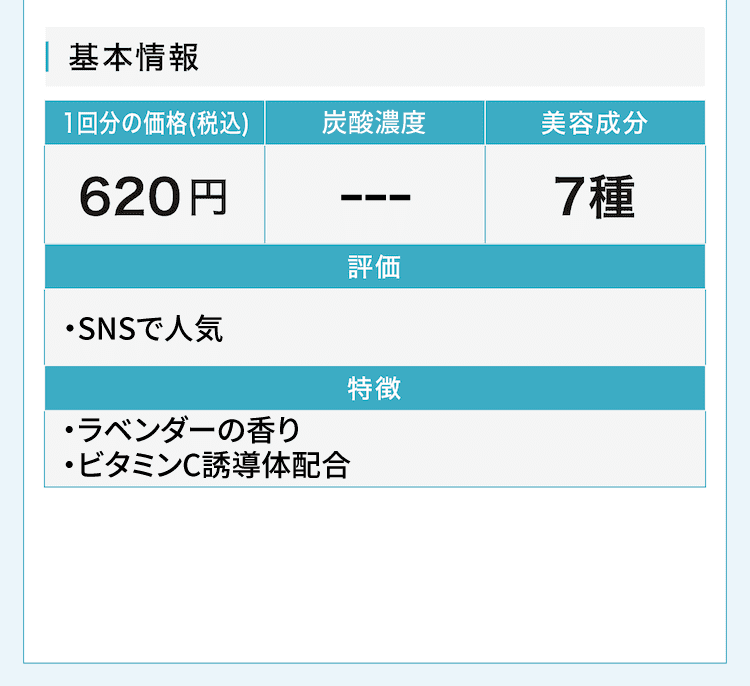 基本情報
1回分の価格(税込) 炭酸濃度 美容成分
620円 --- 7種
評価
・SNSで人気
特徴
・ラベンダーの香り
・ビタミンC誘導体配合